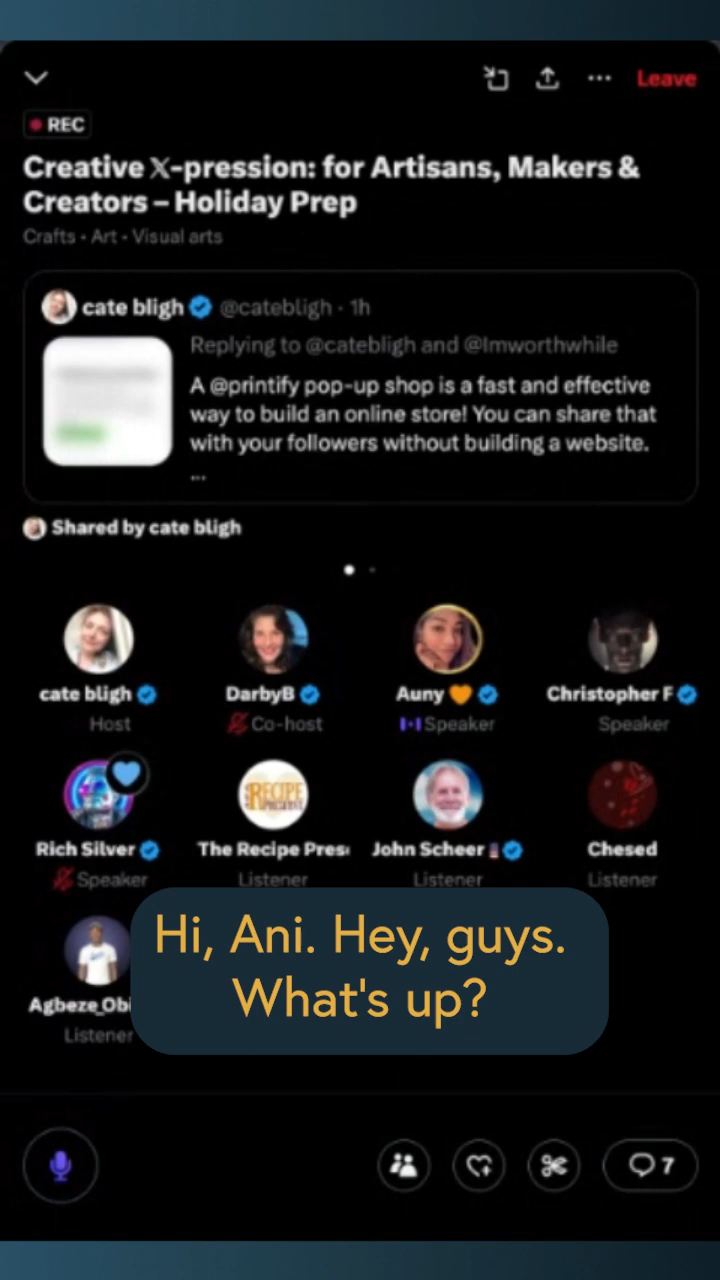 Leave
REC
Creative 𝕏-pression: for Artisans, Makers &
Creators – Holiday Prep
Crafts • Art • Visual arts
cate bligh @catebligh · 1h
Replying to @catebligh and @Imworthwhile
A @printify pop-up shop is a fast and effective
way to build an online store! You can share that
with your followers without building a website.
...
Shared by cate bligh
cate bligh DarbyB Auny 🧡 Christopher F
Host Co-host Speaker Speaker
RECIPE
Rich Silver The Recipe Pres John Scheer Chesed
Speaker Listener Listener Listener
Hi, Ani. Hey, guys.
What's up?
Agbeze_Obi
Listener
7